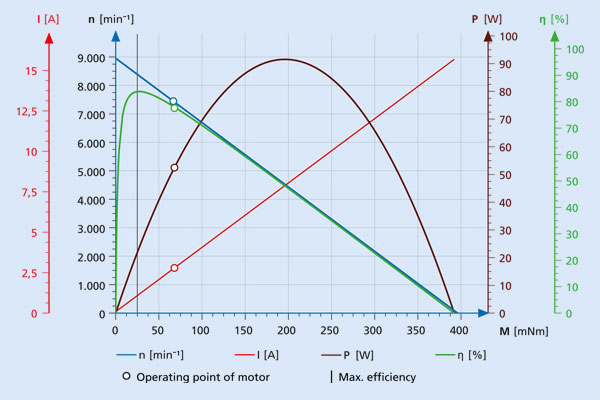 I [A] n [min⁻¹] P [W] η [%]
100 100
9.000 90 90
15 8.000 80 80
12,5 7.000 70 70
6.000 60 60
10 5.000 50 50
7,5 4.000 40 40
5 3.000 30 30
2.000 20 20
2,5 1.000 10 10
0 0 0 0
0 50 100 150 200 250 300 350 400 M [mNm]
n [min⁻¹] I [A] P [W] η [%]
Operating point of motor Max. efficiency